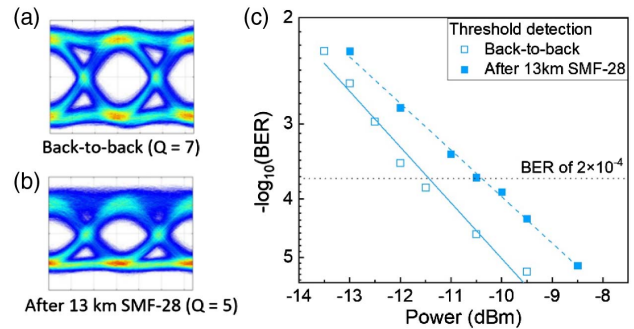 (a)
Back-to-back (Q = 7)
(b)
After 13 km SMF-28 (Q = 5)
(c)
Threshold detection
Back-to-back
After 13km SMF-28
BER of 2×10⁻⁴
-log₁₀(BER)
2
3
4
5
-14 -13 -12 -11 -10 -9 -8
Power (dBm)